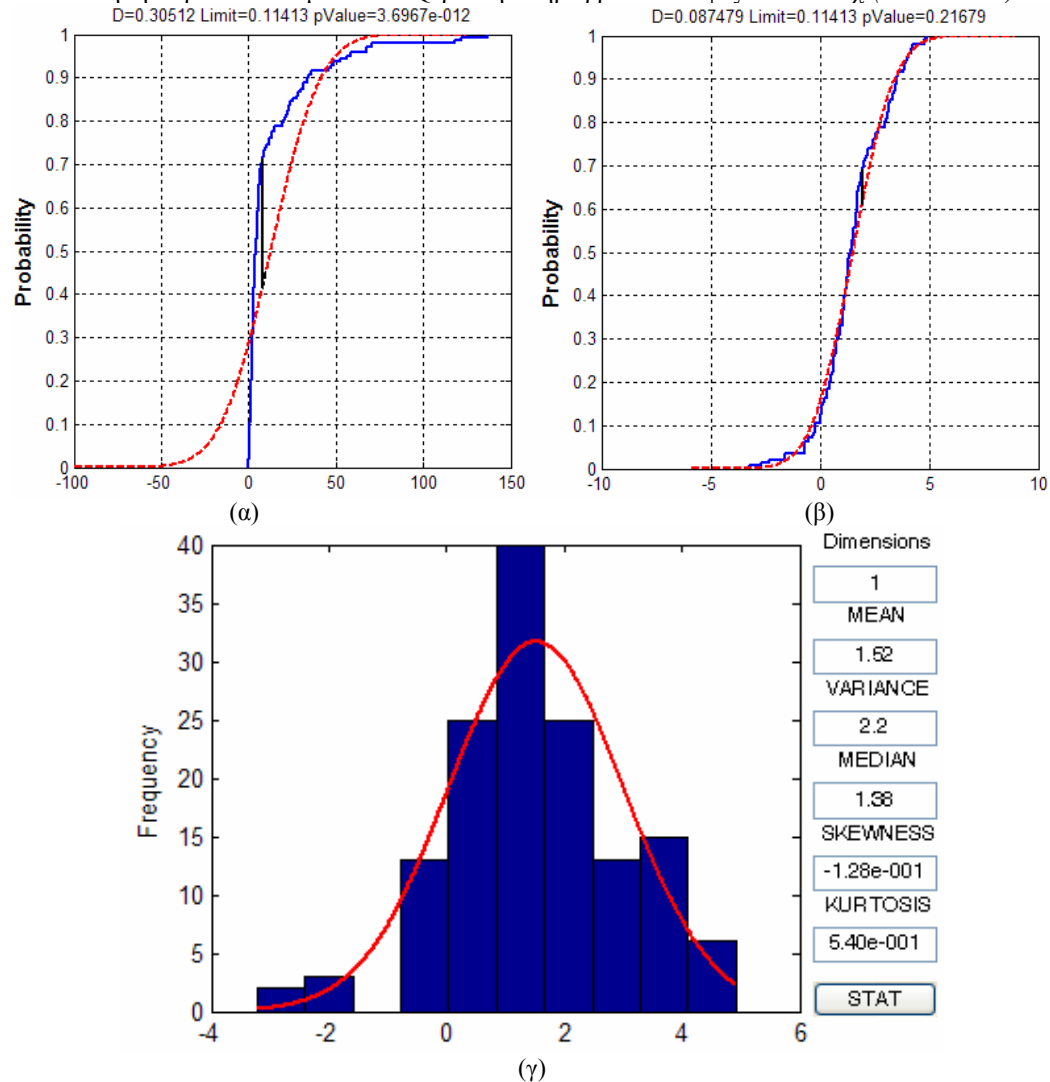 D=0.30512 Limit=0.11413 pValue=3.6967e-012
1
0.9
0.8
0.7
0.6
0.5
0.4
0.3
0.2
0.1
0
Probability
-100 -50 0 50 100 150
(α)
D=0.087479 Limit=0.11413 pValue=0.21679
1
0.9
0.8
0.7
0.6
0.5
0.4
0.3
0.2
0.1
0
Probability
-10 -5 0 5 10
(β)
40
35
30
25
20
15
10
5
0
Frequency
-4 -2 0 2 4 6
(γ)
Dimensions
1
MEAN
1.52
VARIANCE
2.2
MEDIAN
1.38
SKEWNESS
-1.28e-001
KURTOSIS
5.40e-001
STAT